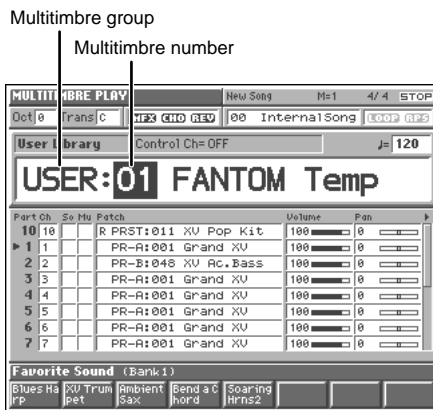 Multitimbre group
Multitimbre number
MULTITIMBRE PLAY New Song M=1 4/ 4 STOP
Oct 0 Trans C MFX CHO REV 00 InternalSong LOOP RPS
User Library Control Ch= OFF ♩= 120
USER:01 FANTOM Temp
Part Ch So Mu Patch Volume Pan
10 10 R PRST:011 XV Pop Kit 100 0
1 1 PR-A:001 Grand XV 100 0
2 2 PR-B:048 XV Ac.Bass 100 0
3 3 PR-A:001 Grand XV 100 0
4 4 PR-A:001 Grand XV 100 0
5 5 PR-A:001 Grand XV 100 0
6 6 PR-A:001 Grand XV 100 0
7 7 PR-A:001 Grand XV 100 0
Favorite Sound (Bank1)
Blues Ha XV Trum Ambient Bend a C Soaring
rp pet Sax hord Hrns2